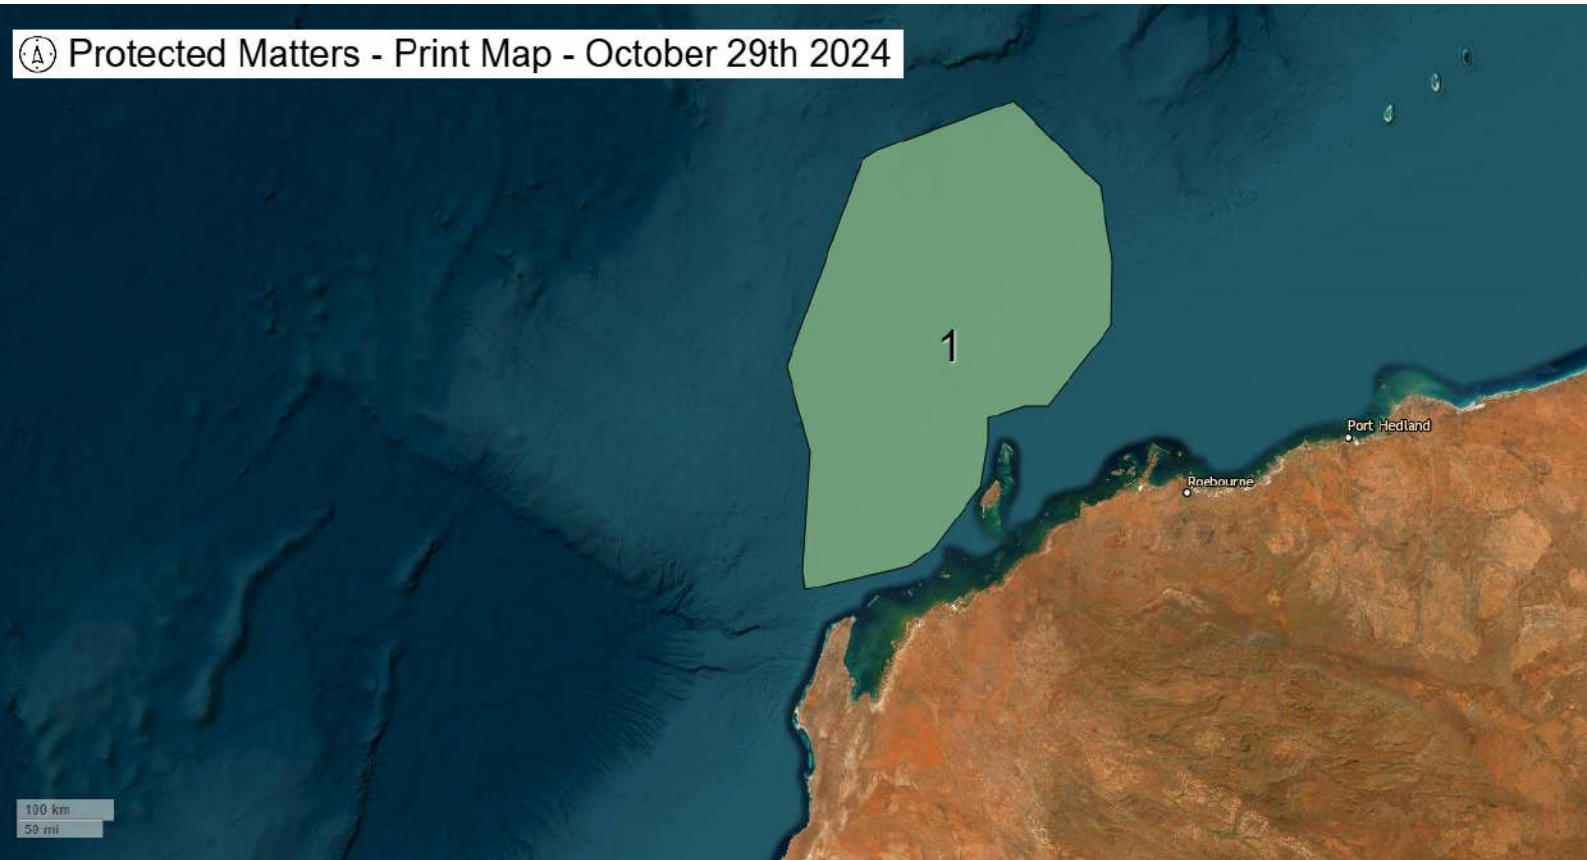 Protected Matters - Print Map - October 29th 2024
1
Port Hedland
Roebourne
100 km
50 mi